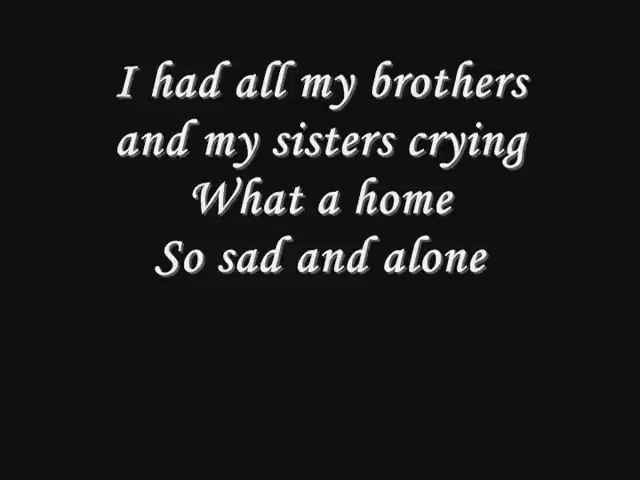 I had all my brothers
and my sisters crying
What a home
So sad and alone